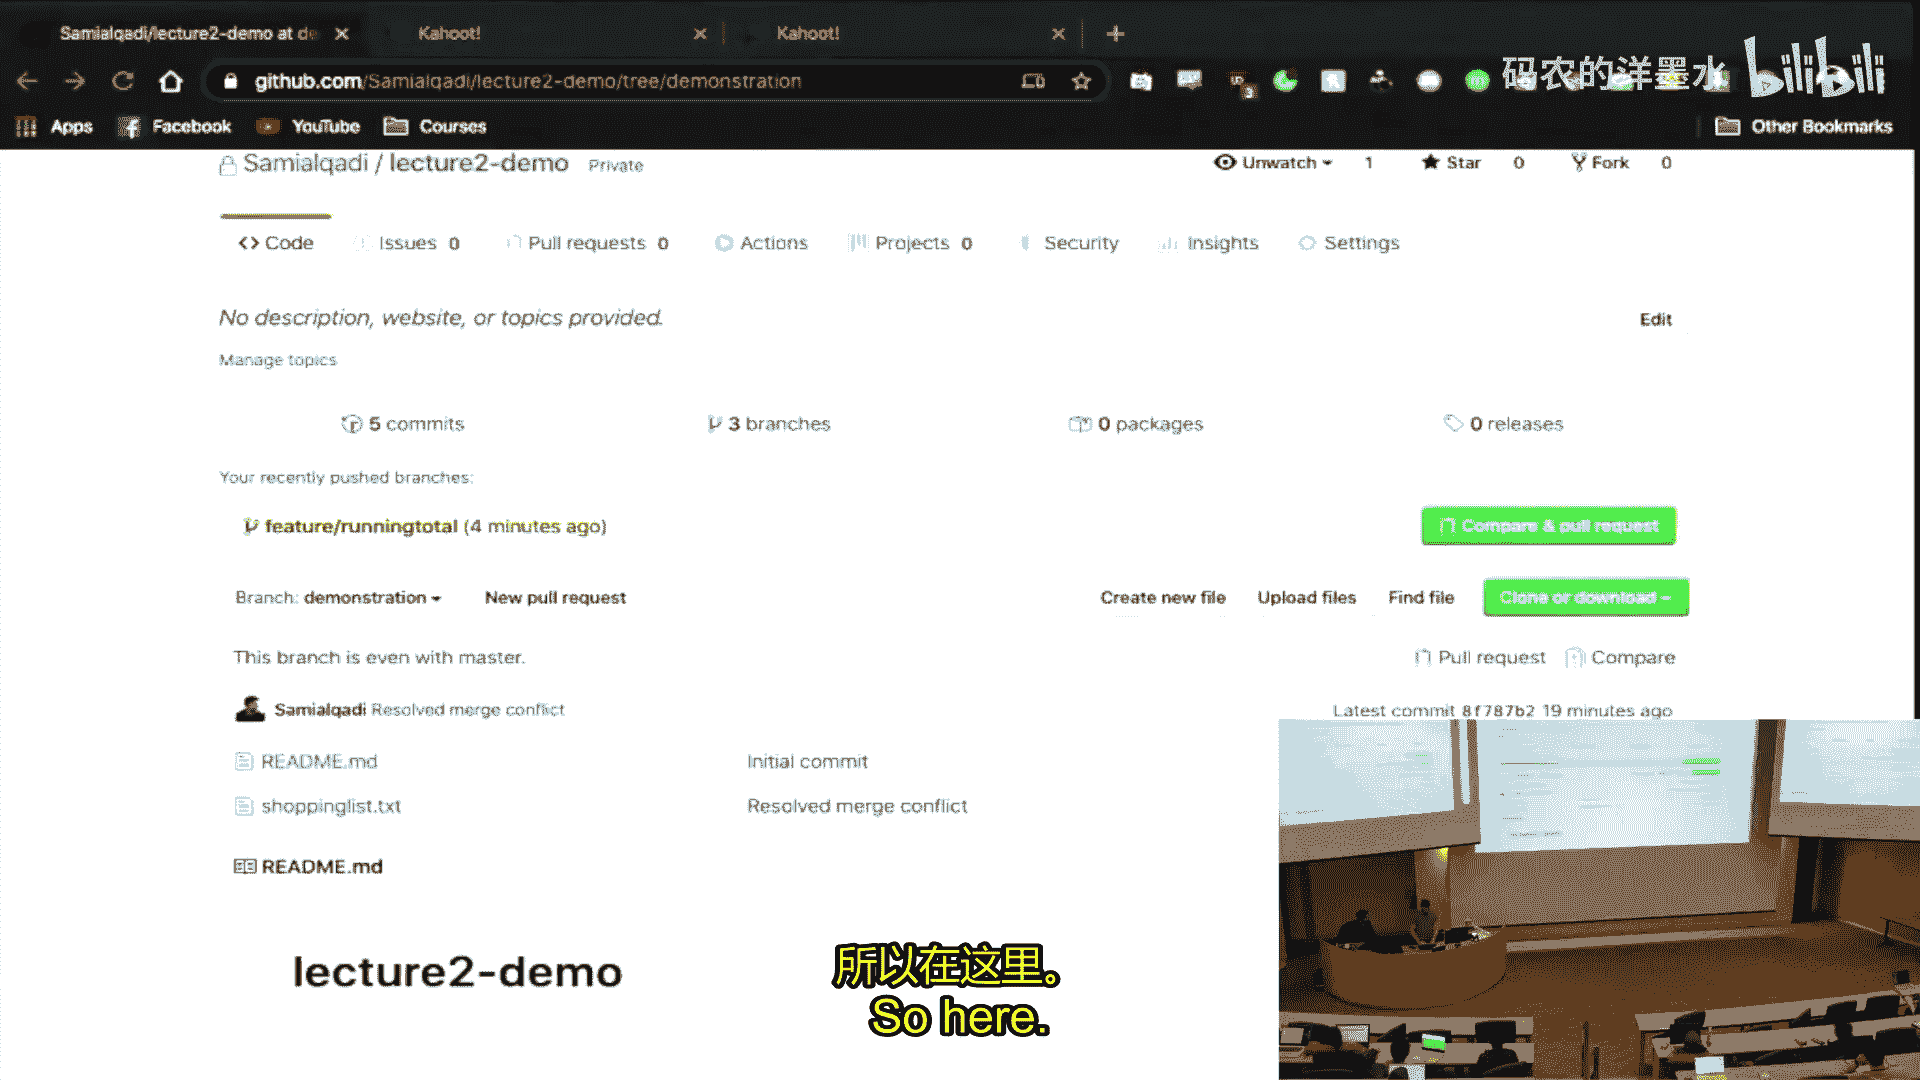 Samialqadi/lecture2-demo at de
Kahoot!
Kahoot!
github.com/Samialqadi/lecture2-demo/tree/demonstration
码农的洋墨水 bilibili
Apps
Facebook
YouTube
Courses
Other Bookmarks
Samialqadi / lecture2-demo Private
Unwatch 1
Star 0
Fork 0
Code
Issues 0
Pull requests 0
Actions
Projects 0
Security
Insights
Settings
No description, website, or topics provided.
Edit
Manage topics
5 commits
3 branches
0 packages
0 releases
Your recently pushed branches:
feature/runningtotal (4 minutes ago)
Compare & pull request
Branch: demonstration
New pull request
Create new file
Upload files
Find file
Clone or download
This branch is even with master.
Pull request
Compare
Samialqadi Resolved merge conflict
Latest commit 8f787b2 19 minutes ago
README.md
Initial commit
shoppinglist.txt
Resolved merge conflict
README.md
lecture2-demo
所以在这里。
So here.